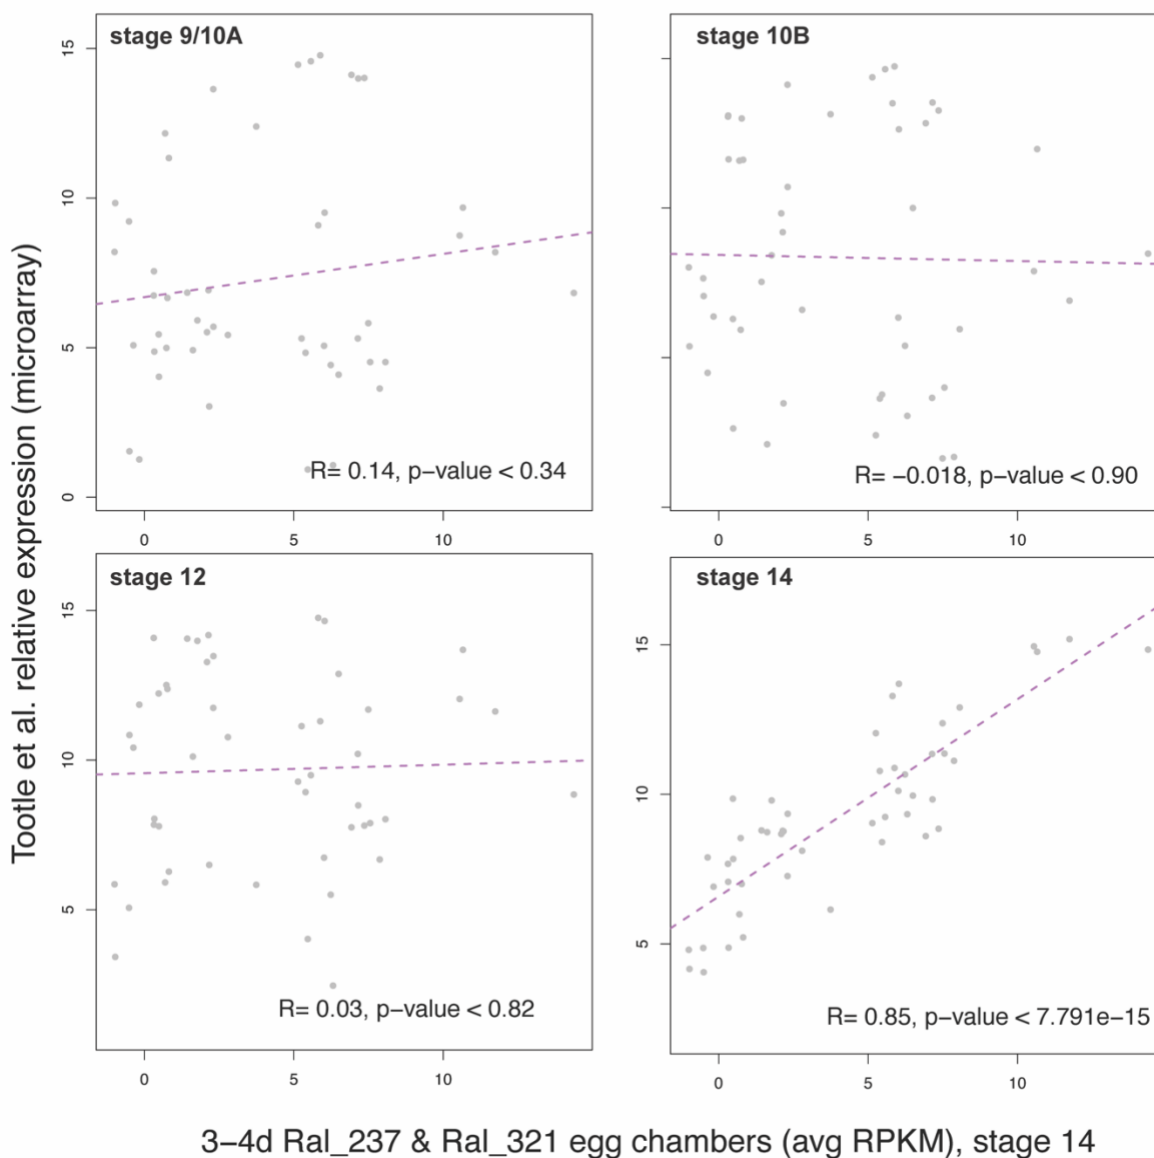 Tootle et al. relative expression (microarray)
stage 9/10A
15
10
5
0
R= 0.14, p−value < 0.34
0 5 10
stage 10B
R= −0.018, p−value < 0.90
0 5 10
stage 12
15
10
5
R= 0.03, p−value < 0.82
0 5 10
stage 14
15
10
5
R= 0.85, p−value < 7.791e−15
0 5 10
3−4d Ral_237 & Ral_321 egg chambers (avg RPKM), stage 14